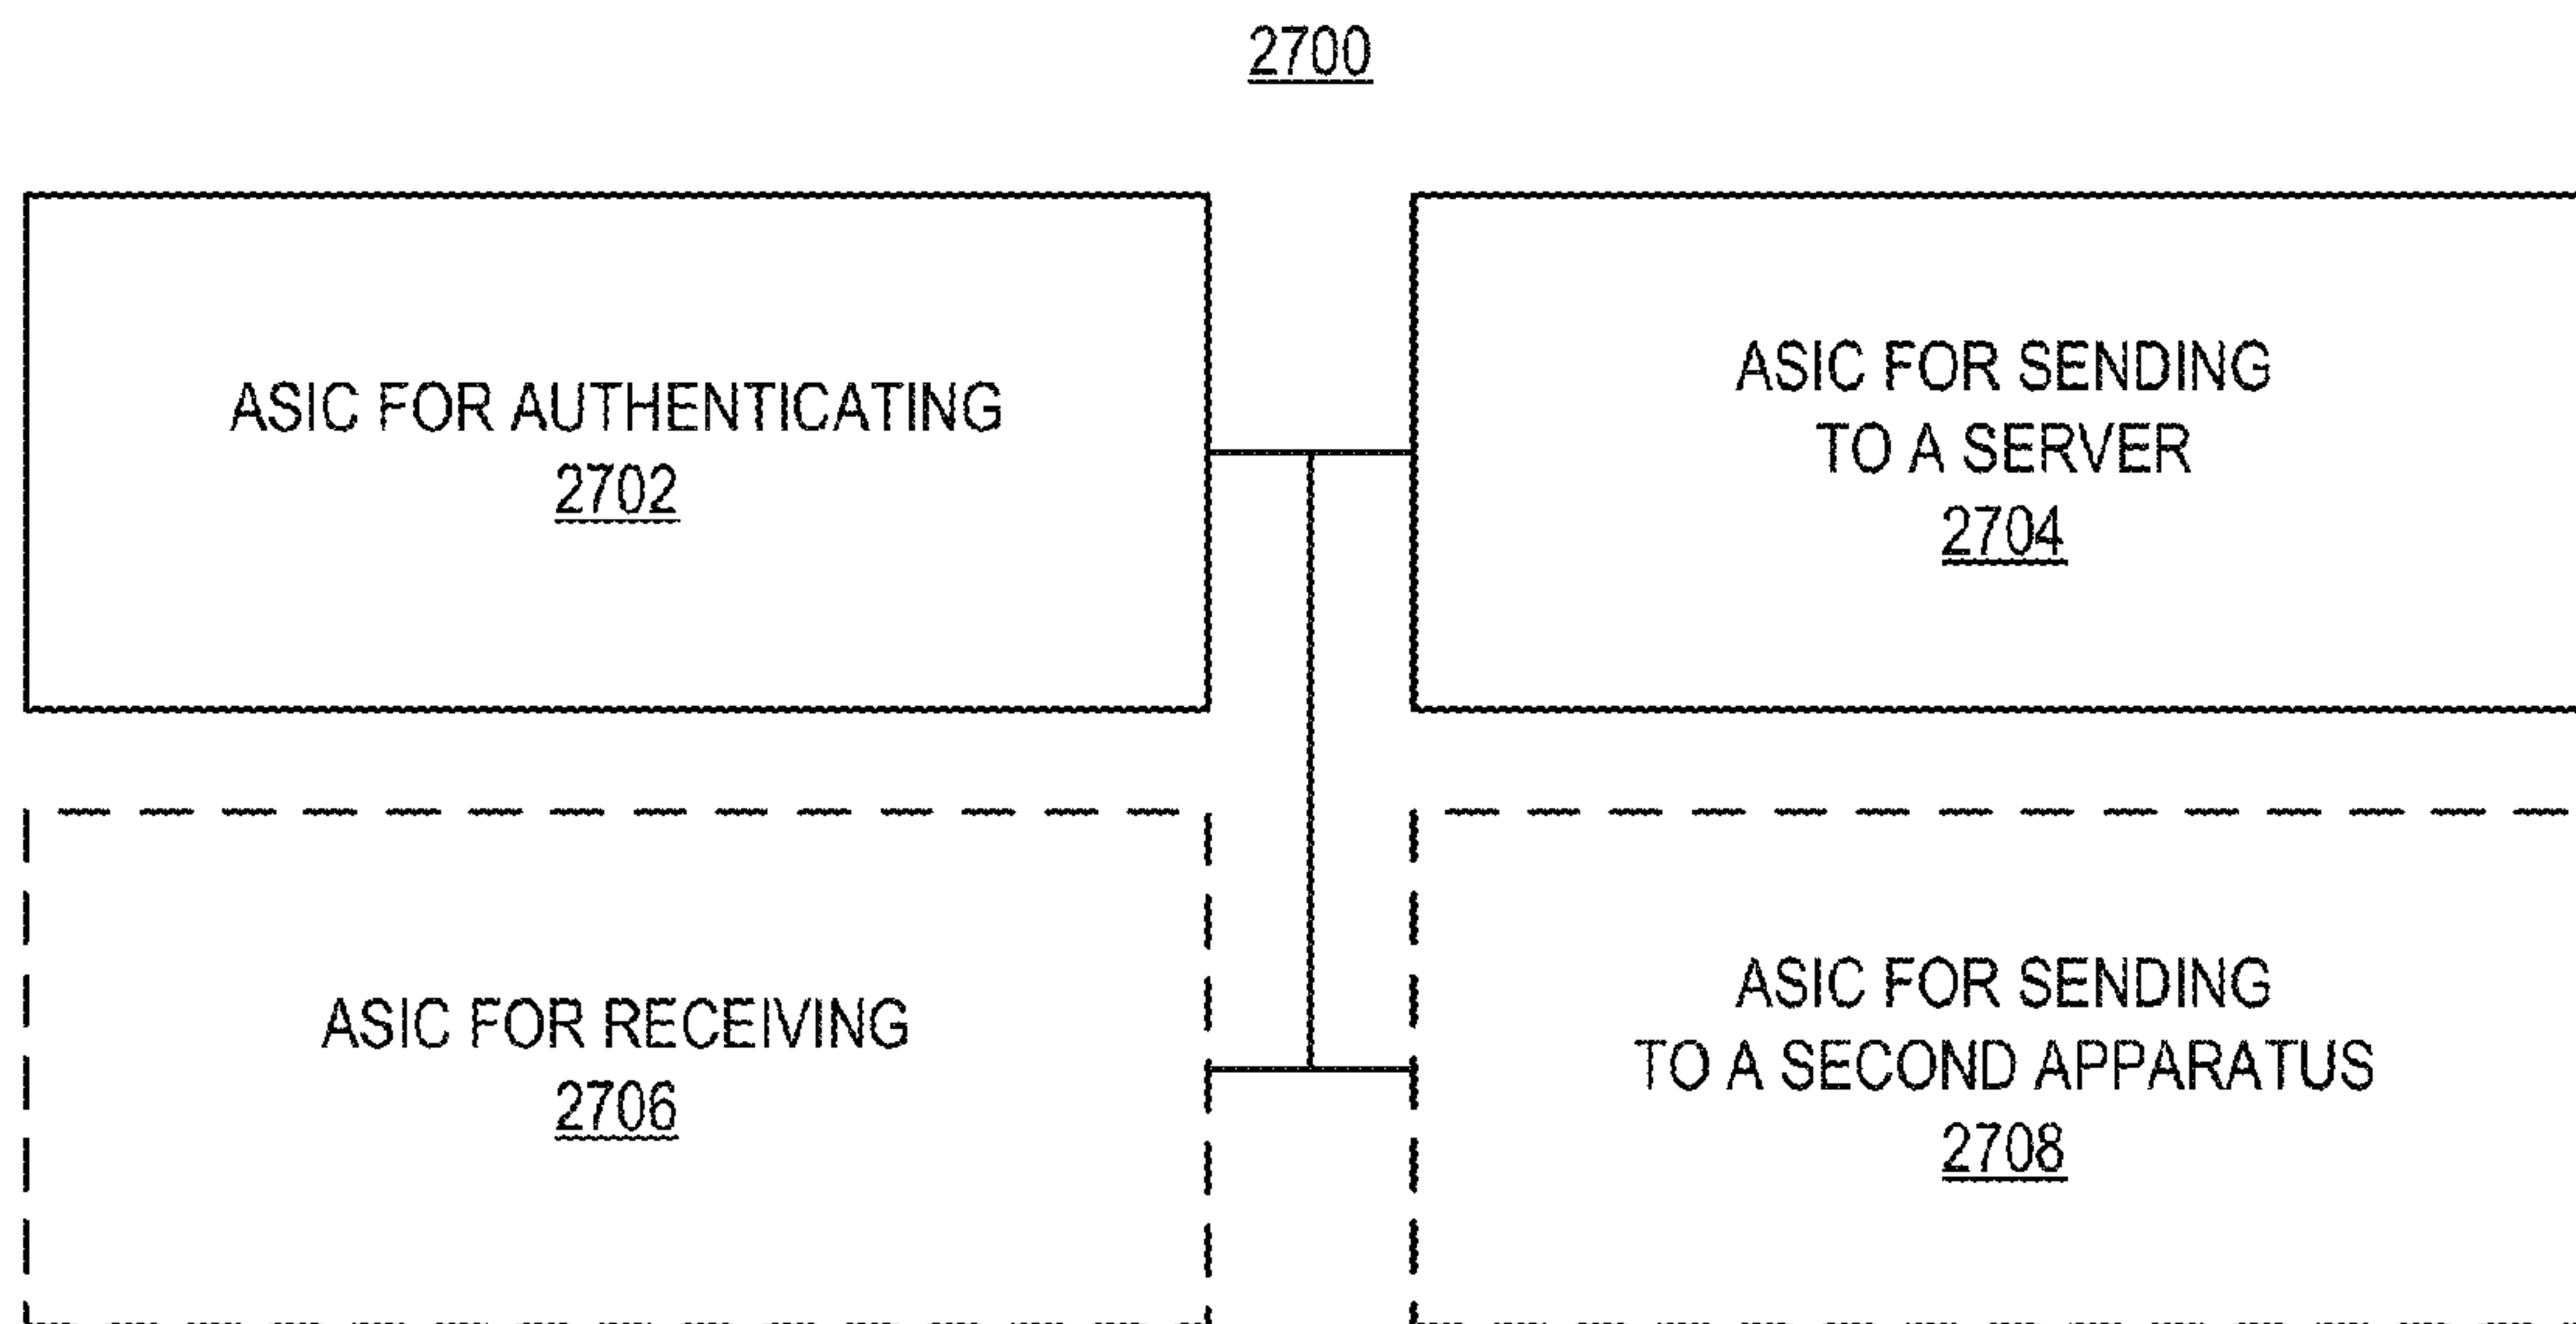 2700
ASIC FOR AUTHENTICATING
2702
ASIC FOR SENDING
TO A SERVER
2704
ASIC FOR RECEIVING
2706
ASIC FOR SENDING
TO A SECOND APPARATUS
2708